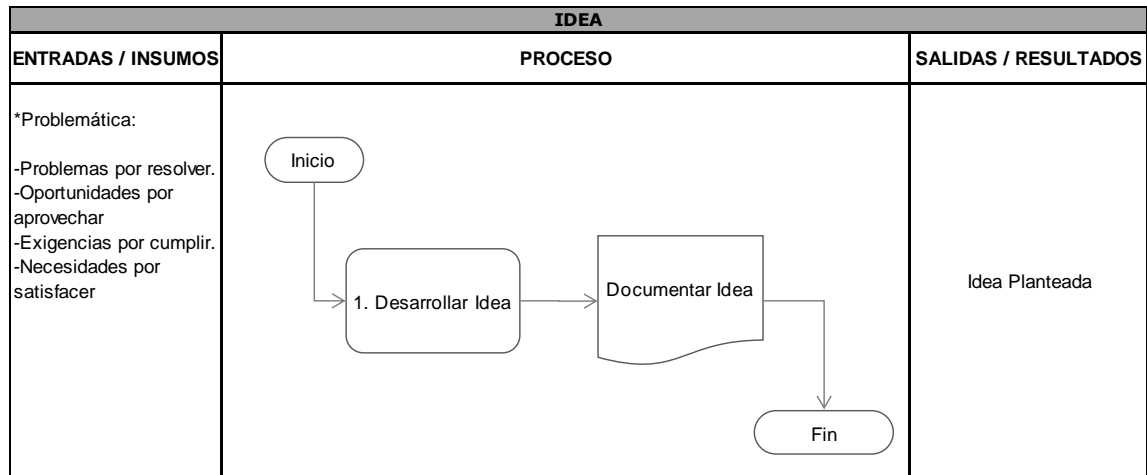 IDEA
ENTRADAS / INSUMOS
PROCESO
SALIDAS / RESULTADOS
*Problemática:
-Problemas por resolver.
-Oportunidades por
aprovechar
-Exigencias por cumplir.
-Necesidades por
satisfacer
Inicio
1. Desarrollar Idea
Documentar Idea
Fin
Idea Planteada